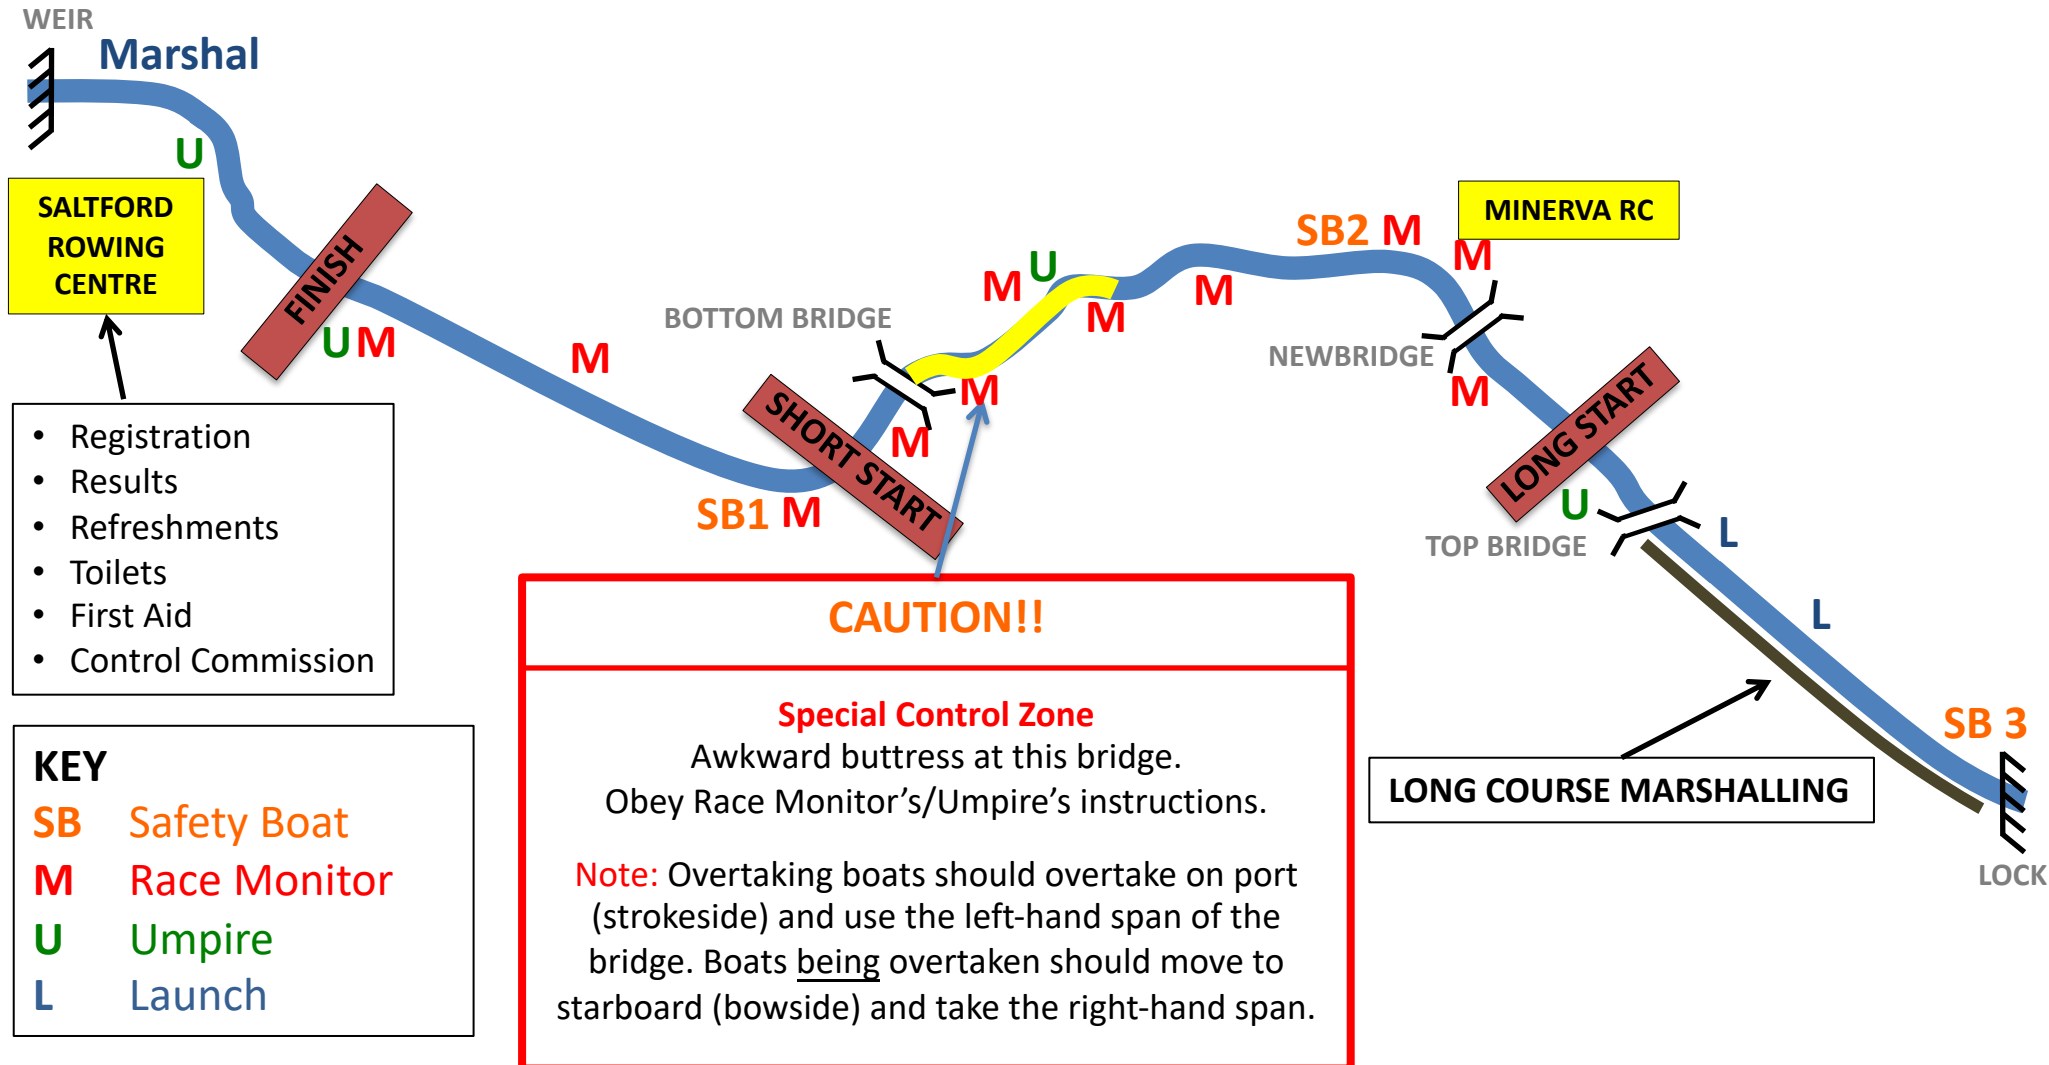 WEIR
Marshal
U
SALTFORD
ROWING
CENTRE
FINISH
U M
M
BOTTOM BRIDGE
M
U
M
M
M
SB2 M
MINERVA RC
M
NEWBRIDGE
M
SHORT START
M
SB1 M
LONG START
U
TOP BRIDGE
L
L
SB 3
LOCK
LONG COURSE MARSHALLING
• Registration
• Results
• Refreshments
• Toilets
• First Aid
• Control Commission
KEY
SB Safety Boat
M Race Monitor
U Umpire
L Launch
CAUTION!!
Special Control Zone
Awkward buttress at this bridge.
Obey Race Monitor's/Umpire's instructions.
Note: Overtaking boats should overtake on port
(strokeside) and use the left-hand span of the
bridge. Boats being overtaken should move to
starboard (bowside) and take the right-hand span.